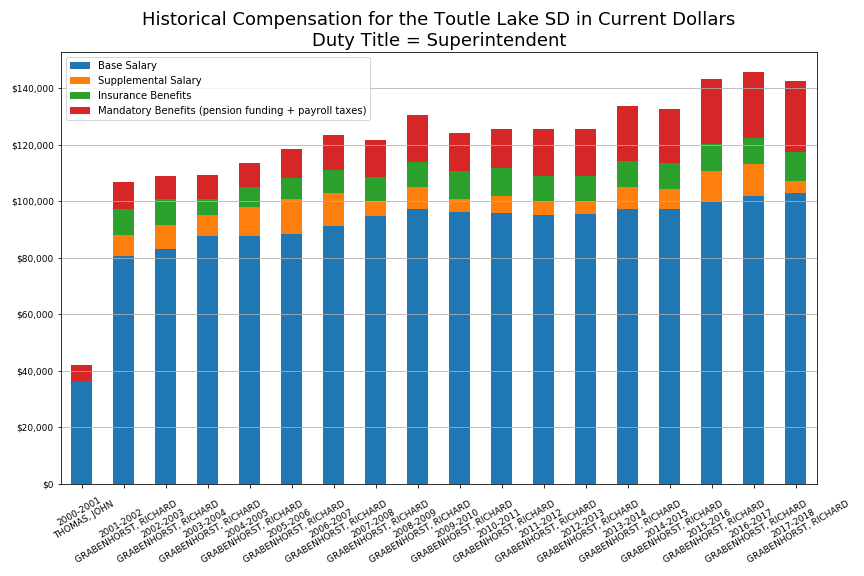 Historical Compensation for the Toutle Lake SD in Current Dollars
Duty Title = Superintendent
Base Salary
Supplemental Salary
Insurance Benefits
Mandatory Benefits (pension funding + payroll taxes)
$140,000
$120,000
$100,000
$80,000
$60,000
$40,000
$20,000
$0
2000-2001
THOMAS, JOHN
2001-2002
GRABENHORST, RICHARD
2002-2003
GRABENHORST, RICHARD
2003-2004
GRABENHORST, RICHARD
2004-2005
GRABENHORST, RICHARD
2005-2006
GRABENHORST, RICHARD
2006-2007
GRABENHORST, RICHARD
2007-2008
GRABENHORST, RICHARD
2008-2009
GRABENHORST, RICHARD
2009-2010
GRABENHORST, RICHARD
2010-2011
GRABENHORST, RICHARD
2011-2012
GRABENHORST, RICHARD
2012-2013
GRABENHORST, RICHARD
2013-2014
GRABENHORST, RICHARD
2014-2015
GRABENHORST, RICHARD
2015-2016
GRABENHORST, RICHARD
2016-2017
GRABENHORST, RICHARD
2017-2018
GRABENHORST, RICHARD